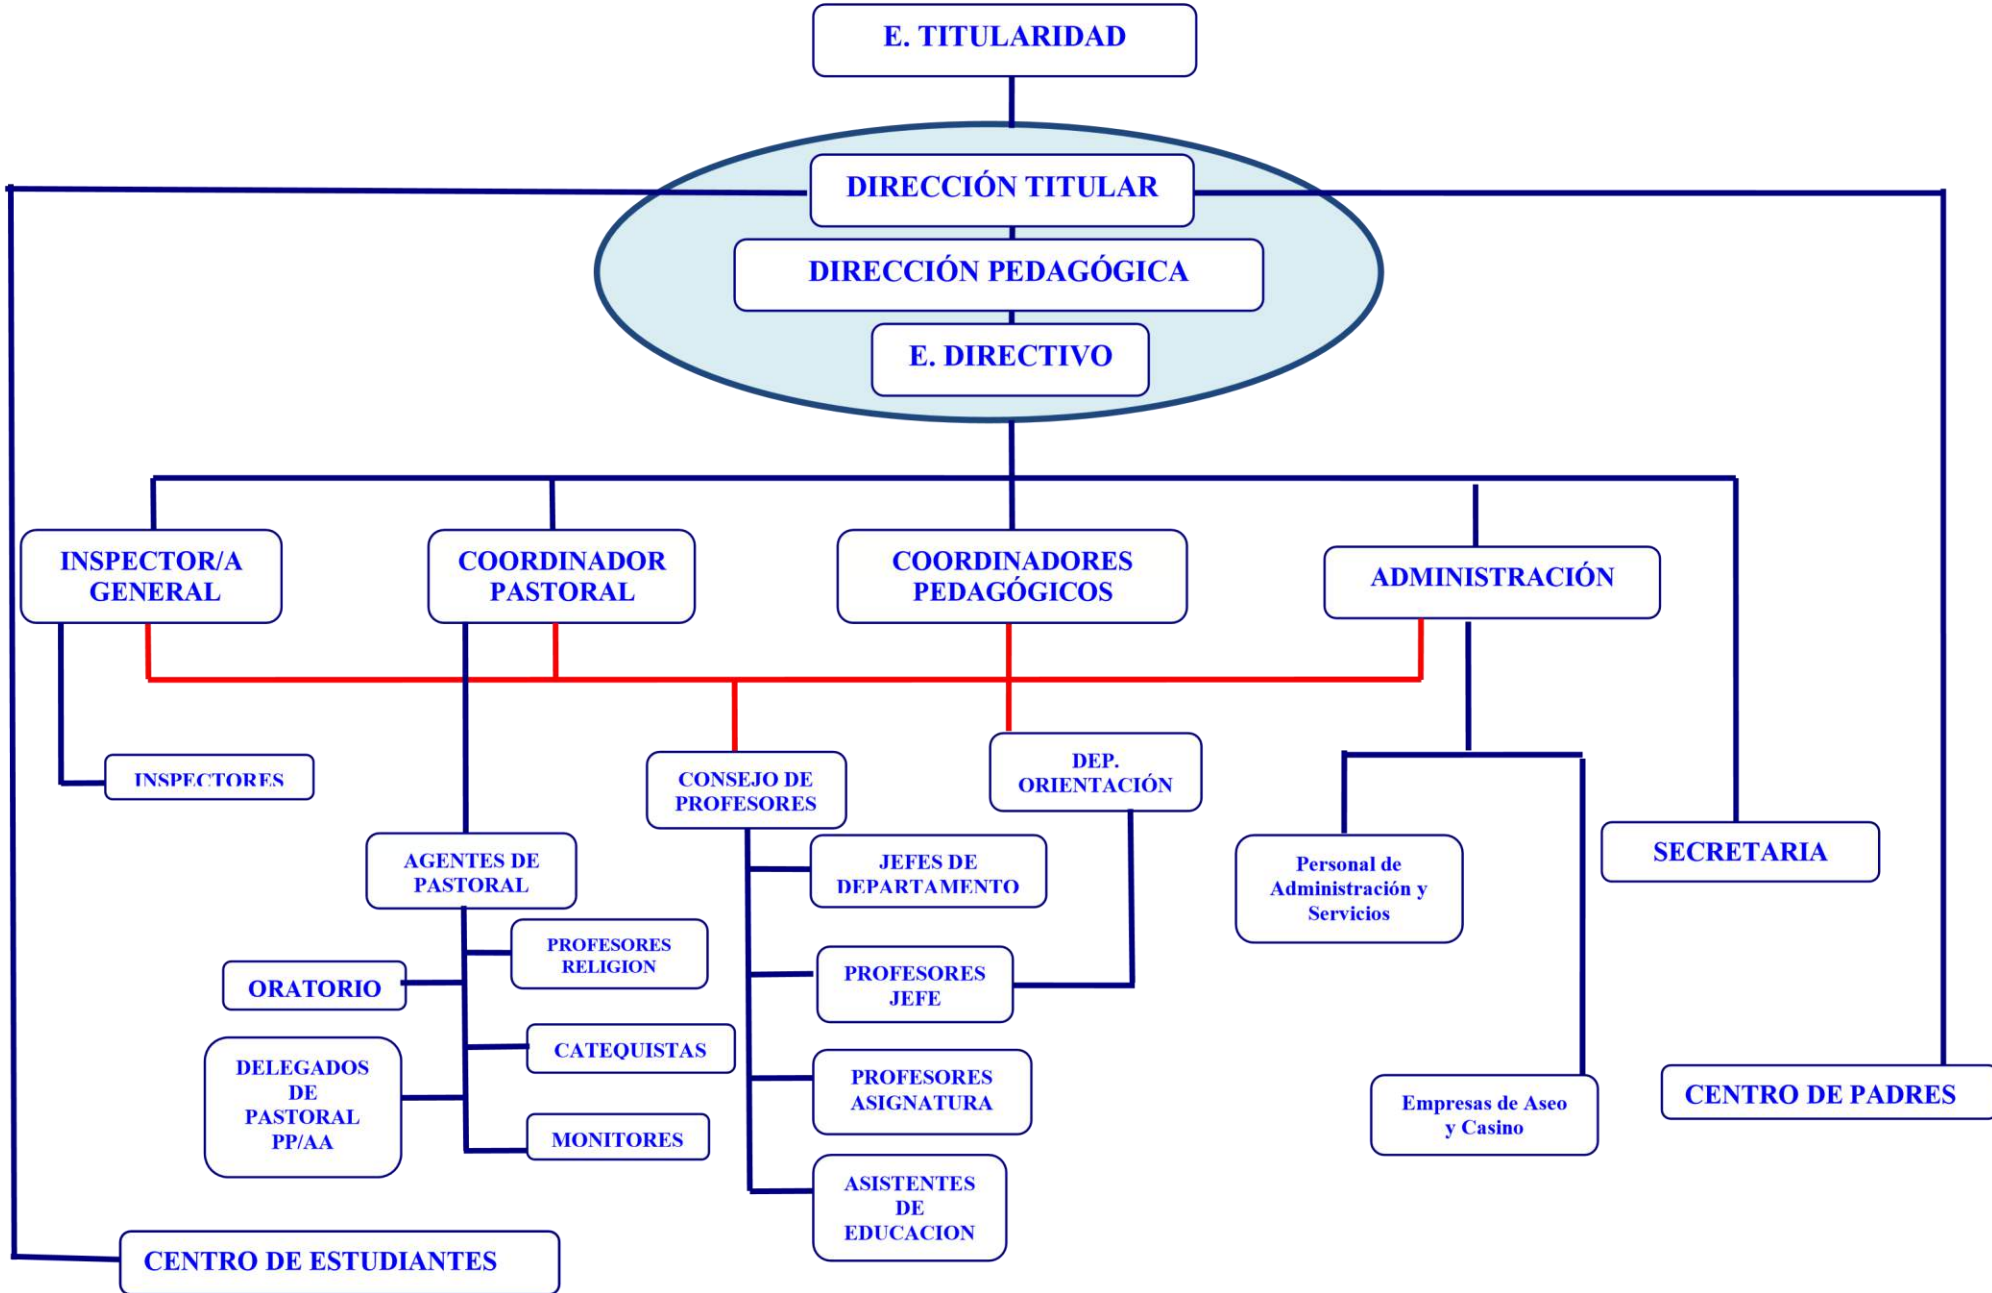 E. TITULARIDAD
DIRECCIÓN TITULAR
DIRECCIÓN PEDAGÓGICA
E. DIRECTIVO
INSPECTOR/A
GENERAL
COORDINADOR
PASTORAL
COORDINADORES
PEDAGÓGICOS
ADMINISTRACIÓN
INSPECTORES
CONSEJO DE
PROFESORES
DEP.
ORIENTACIÓN
AGENTES DE
PASTORAL
JEFES DE
DEPARTAMENTO
Personal de
Administración y
Servicios
SECRETARIA
PROFESORES
RELIGION
ORATORIO
PROFESORES
JEFE
DELEGADOS
DE
PASTORAL
PP/AA
CATEQUISTAS
PROFESORES
ASIGNATURA
Empresas de Aseo
y Casino
CENTRO DE PADRES
MONITORES
ASISTENTES
DE
EDUCACION
CENTRO DE ESTUDIANTES